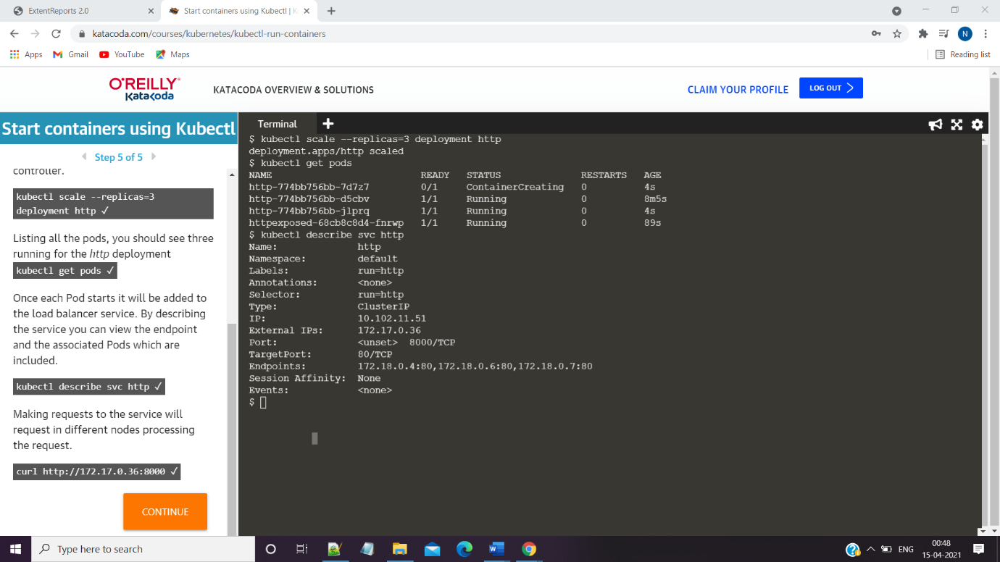 ExtentReports 2.0
Start containers using Kubectl | K
katacoda.com/courses/kubernetes/kubectl-run-containers
N
Apps Gmail YouTube Maps Reading list
O'REILLY
Katacoda
KATACODA OVERVIEW & SOLUTIONS
CLAIM YOUR PROFILE
LOG OUT
Start containers using Kubectl
Step 5 of 5
controller.
kubectl scale --replicas=3
deployment http ✓
Listing all the pods, you should see three
running for the http deployment
kubectl get pods ✓
Once each Pod starts it will be added to
the load balancer service. By describing
the service you can view the endpoint
and the associated Pods which are
included.
kubectl describe svc http ✓
Making requests to the service will
request in different nodes processing
the request.
curl http://172.17.0.36:8000 ✓
CONTINUE
Terminal
$ kubectl scale --replicas=3 deployment http
deployment.apps/http scaled
$ kubectl get pods
NAME READY STATUS RESTARTS AGE
http-774bb756bb-7d7z7 0/1 ContainerCreating 0 4s
http-774bb756bb-d5cbv 1/1 Running 0 8m5s
http-774bb756bb-jlprq 1/1 Running 0 4s
httpexposed-68cb8c8d4-fnrwp 1/1 Running 0 89s
$ kubectl describe svc http
Name: http
Namespace: default
Labels: run=http
Annotations: <none>
Selector: run=http
Type: ClusterIP
IP: 10.102.11.51
External IPs: 172.17.0.36
Port: <unset> 8000/TCP
TargetPort: 80/TCP
Endpoints: 172.18.0.4:80,172.18.0.6:80,172.18.0.7:80
Session Affinity: None
Events: <none>
$
Type here to search
W
ENG
00:48
15-04-2021